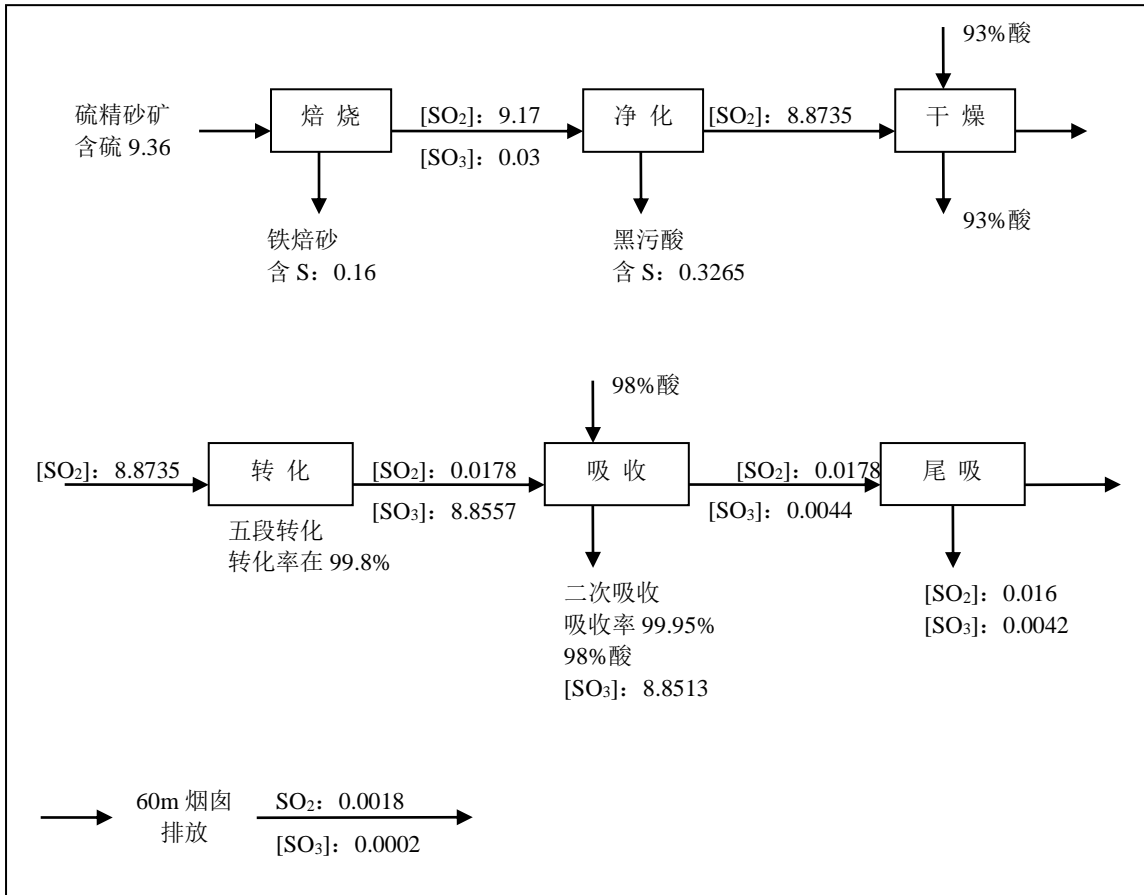 93%酸
硫精砂矿
含硫 9.36
焙 烧
[SO2]：9.17
[SO3]：0.03
净 化
[SO2]：8.8735
干 燥
铁焙砂
含 S：0.16
黑污酸
含 S：0.3265
93%酸
98%酸
[SO2]：8.8735
转 化
[SO2]：0.0178
[SO3]：8.8557
吸 收
[SO2]：0.0178
[SO3]：0.0044
尾 吸
五段转化
转化率在 99.8%
二次吸收
吸收率 99.95%
98%酸
[SO3]：8.8513
[SO2]：0.016
[SO3]：0.0042
60m 烟囱
排放
SO2：0.0018
[SO3]：0.0002